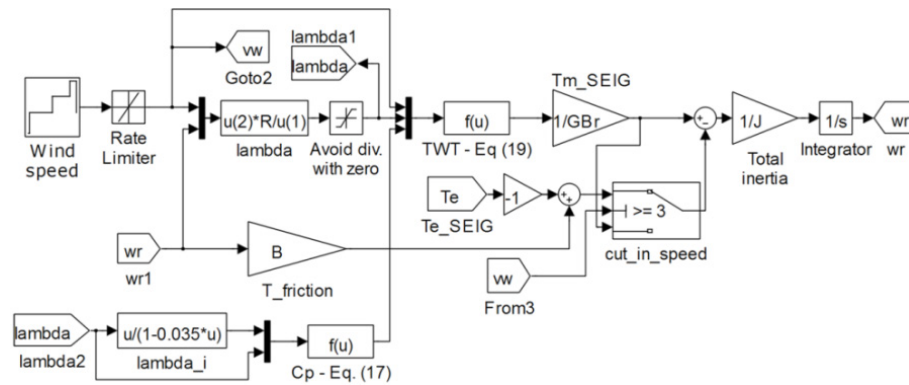 lambda1
vw
lambda
Goto2
Tm_SEIG
Wind
speed
Rate
Limiter
u(2)*R/u(1)
lambda
Avoid div.
with zero
f(u)
TWT - Eq (19)
1/GBr
+
-
1/J
Total
inertia
1/s
Integrator
wr
wr
Te
Te_SEIG
-1
+
+
>= 3
cut_in_speed
wr
wr1
B
T_friction
vw
From3
lambda
lambda2
u/(1-0.035*u)
lambda_i
f(u)
Cp - Eq. (17)